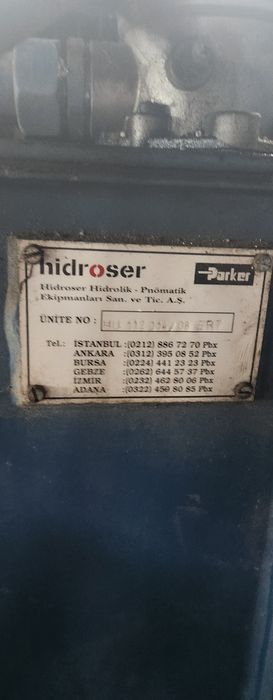 hidroser
Parker
Hidroser Hidrolik - Pnömatik
Ekipmanları San. ve Tic. A.Ş.
ÜNİTE NO :
Tel.: İSTANBUL :(0212) 886 72 70 Pbx
ANKARA :(0312) 395 08 52 Pbx
BURSA :(0224) 441 23 23 Pbx
GEBZE :(0262) 644 57 37 Pbx
İZMİR :(0232) 462 80 06 Pbx
ADANA :(0322) 456 80 85 Pbx